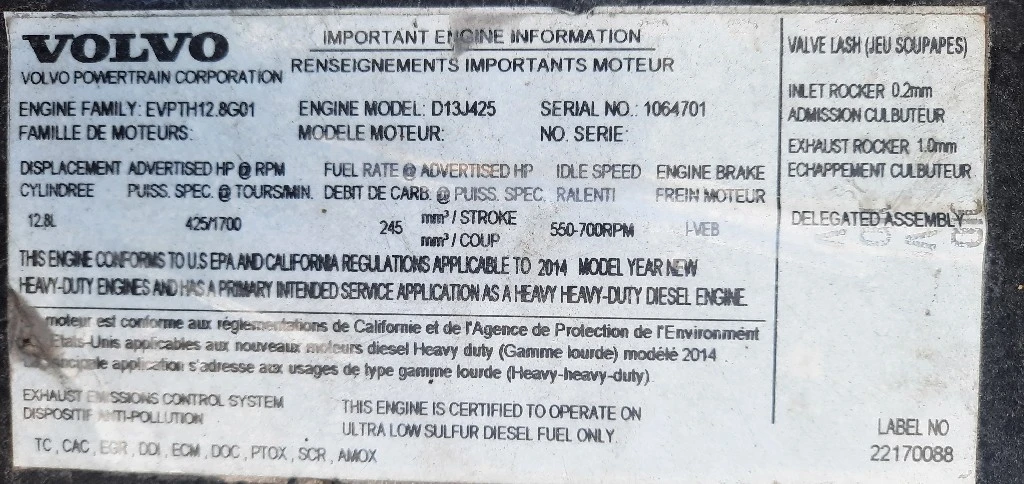 VOLVO
VOLVO POWERTRAIN CORPORATION
IMPORTANT ENGINE INFORMATION
RENSEIGNEMENTS IMPORTANTS MOTEUR
ENGINE FAMILY: EVPTH12.8G01 ENGINE MODEL: D13J425 SERIAL NO.: 1064701
FAMILLE DE MOTEURS: MODELE MOTEUR: NO. SERIE:
DISPLACEMENT ADVERTISED HP @ RPM FUEL RATE @ ADVERTISED HP IDLE SPEED ENGINE BRAKE
CYLINDREE PUISS. SPEC. @ TOURS/MIN. DEBIT DE CARB. @ PUISS. SPEC. RALENTI FREIN MOTEUR
12.8L 425/1700 245 mm³ / STROKE 550-700RPM I-VEB
mm³ / COUP
THIS ENGINE CONFORMS TO U.S EPA AND CALIFORNIA REGULATIONS APPLICABLE TO 2014 MODEL YEAR NEW
HEAVY-DUTY ENGINES AND HAS A PRIMARY INTENDED SERVICE APPLICATION AS A HEAVY HEAVY-DUTY DIESEL ENGINE.
moteur est conforme aux réglementations de Californie et de l'Agence de Protection de l'Environment
Etats-Unis applicables aux nouveaux moteurs diesel Heavy duty (Gamme lourde) modèlé 2014
principale application s'adresse aux usages de type gamme lourde (Heavy-heavy-duty)
EXHAUST EMISSIONS CONTROL SYSTEM
DISPOSITIF ANTI-POLLUTION
TC , CAC , EGR , DDI , ECM , DOC , PTOX , SCR , AMOX
THIS ENGINE IS CERTIFIED TO OPERATE ON
ULTRA LOW SULFUR DIESEL FUEL ONLY.
VALVE LASH (JEU SOUPAPES)
INLET ROCKER 0.2mm
ADMISSION CULBUTEUR
EXHAUST ROCKER 1.0mm
ECHAPPEMENT CULBUTEUR
DELEGATED ASSEMBLY
LABEL NO
22170088